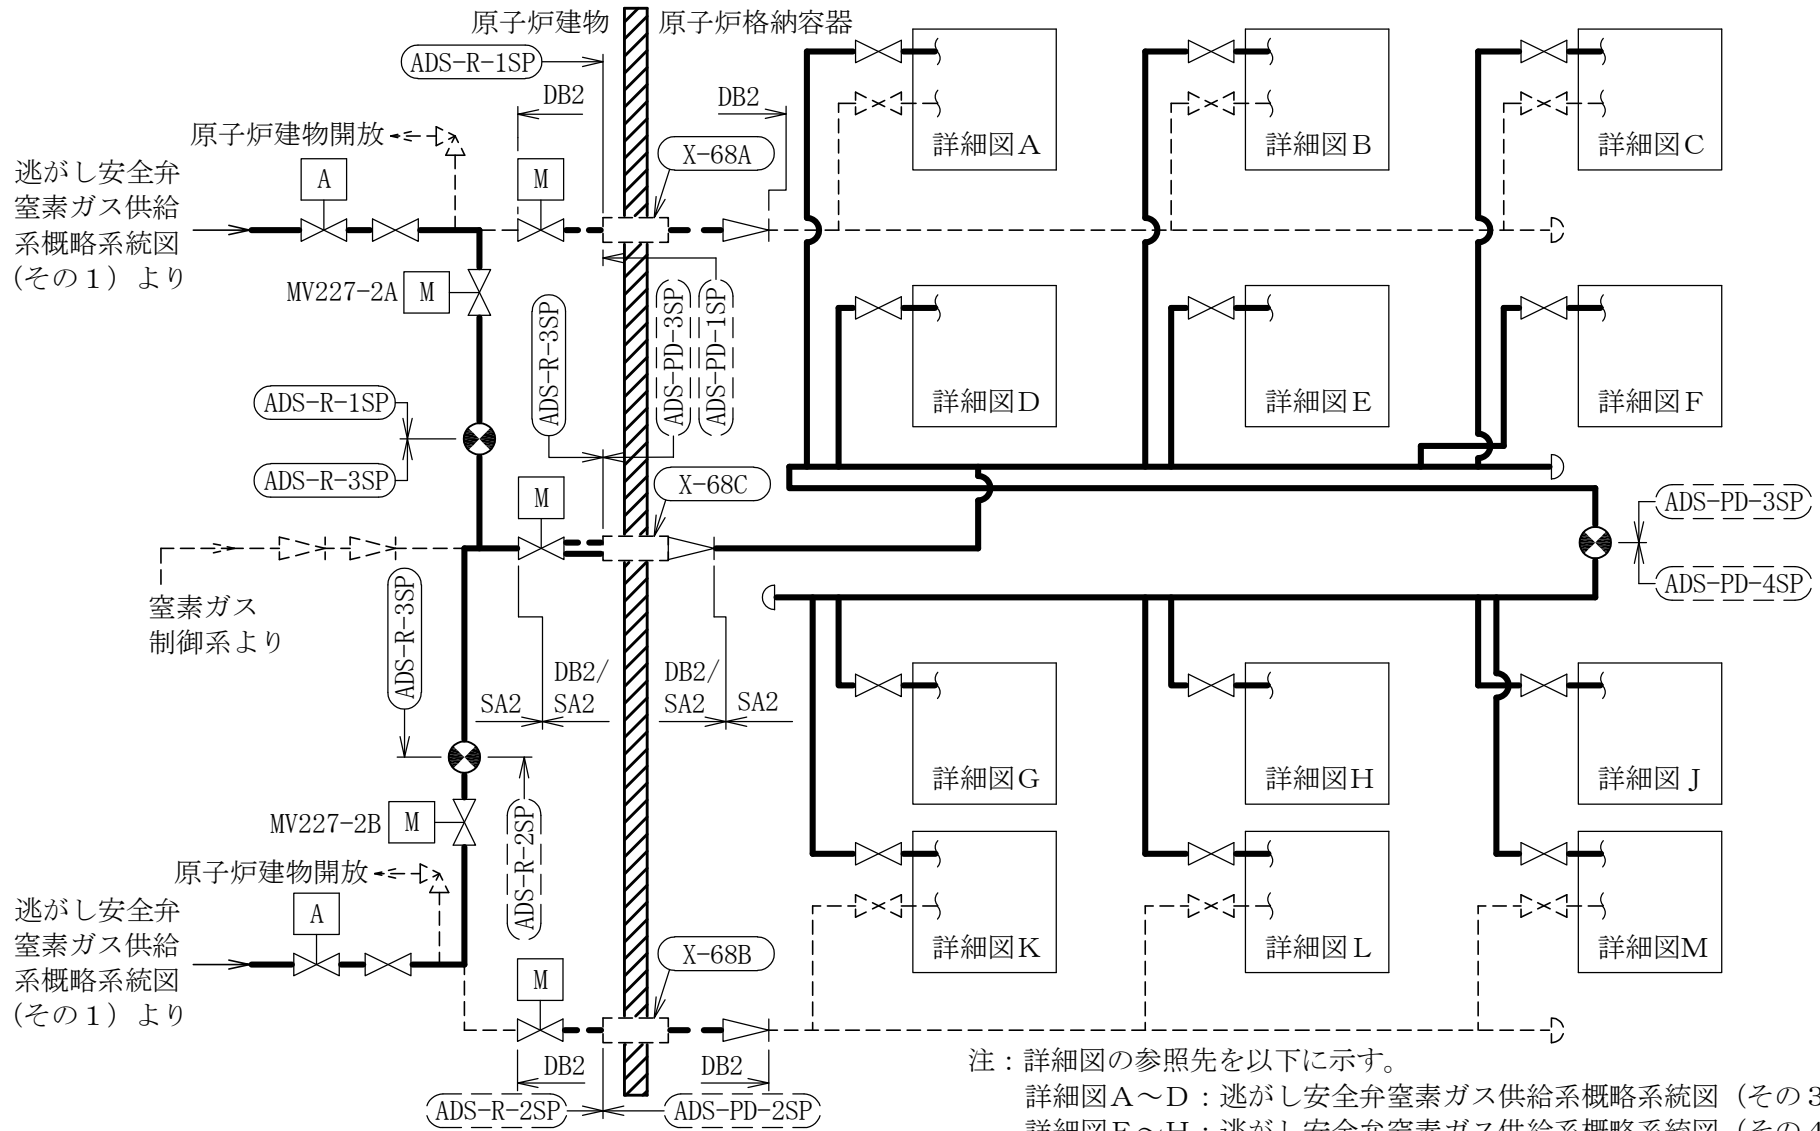 原子炉建物
原子炉格納容器
ADS-R-1SP
DB2
DB2
原子炉建物開放
X-68A
逃がし安全弁
窒素ガス供給
系概略系統図
(その１）より
A
M
MV227-2A
M
ADS-R-3SP
ADS-PD-3SP
ADS-PD-1SP
詳細図A
詳細図B
詳細図C
詳細図D
詳細図E
詳細図F
ADS-R-1SP
ADS-R-3SP
M
X-68C
ADS-PD-3SP
ADS-PD-4SP
窒素ガス
制御系より
ADS-R-3SP
SA2
DB2/
SA2
DB2/
SA2
SA2
MV227-2B
M
ADS-R-2SP
原子炉建物開放
逃がし安全弁
窒素ガス供給
系概略系統図
(その１）より
A
M
X-68B
詳細図G
詳細図H
詳細図J
詳細図K
詳細図L
詳細図M
DB2
DB2
ADS-R-2SP
ADS-PD-2SP
注：詳細図の参照先を以下に示す。
詳細図A～D：逃がし安全弁窒素ガス供給系概略系統図（その3